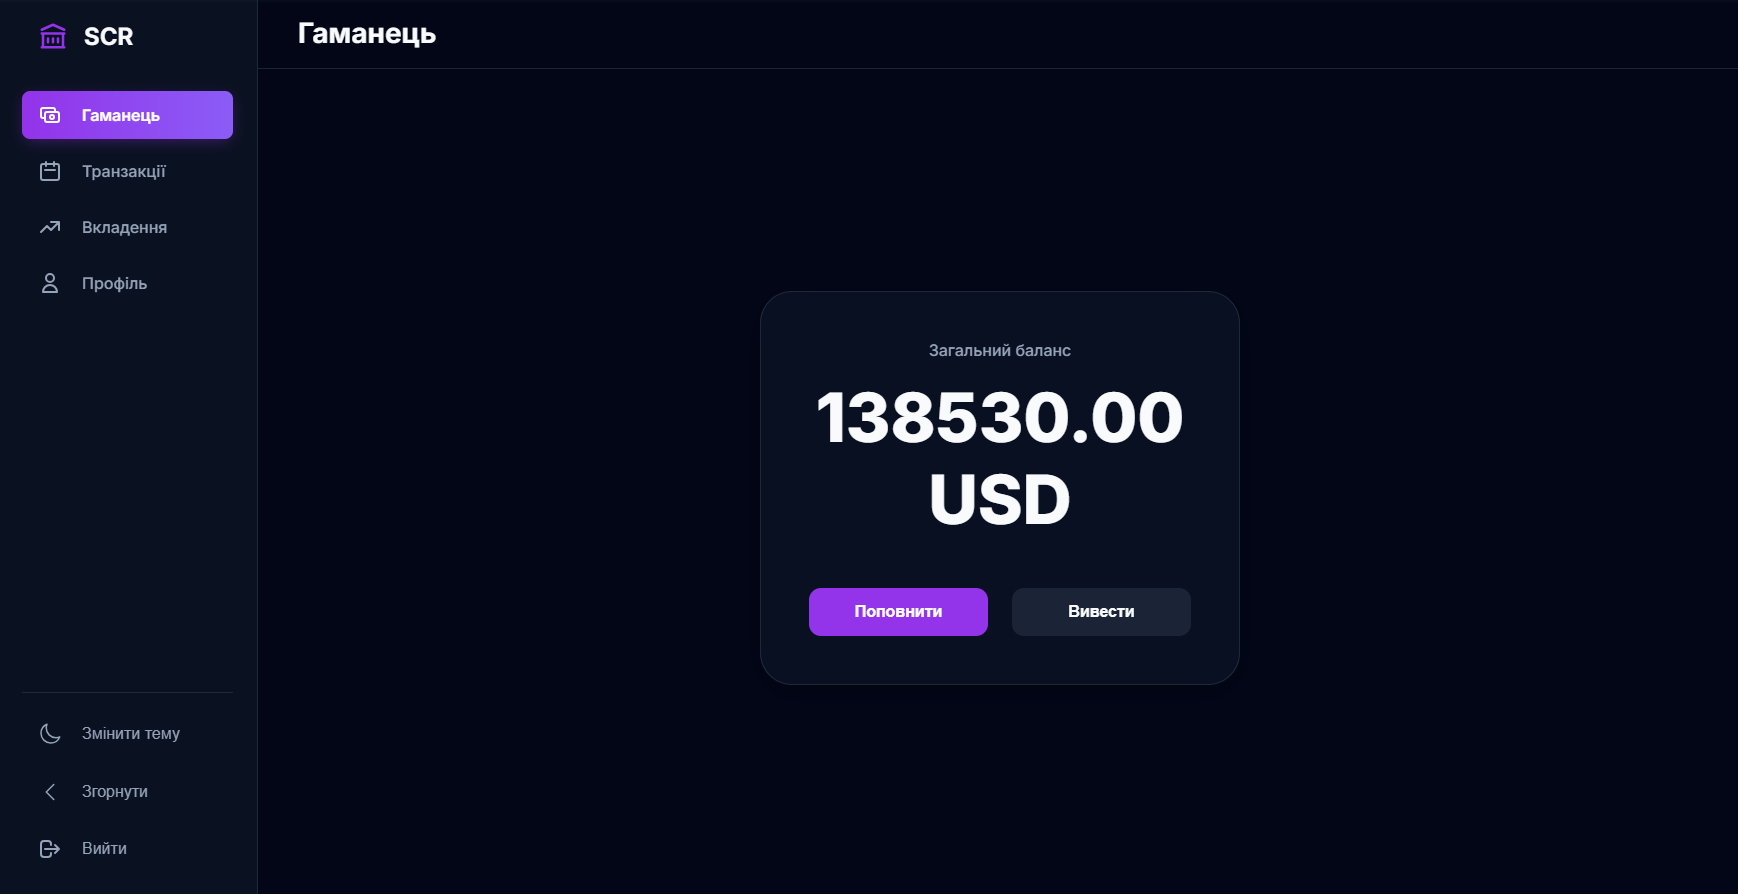 SCR
Гаманець
Транзакції
Вкладення
Профіль
Змінити тему
Згорнути
Вийти
Гаманець
Загальний баланс
138530.00
USD
Поповнити
Вивести